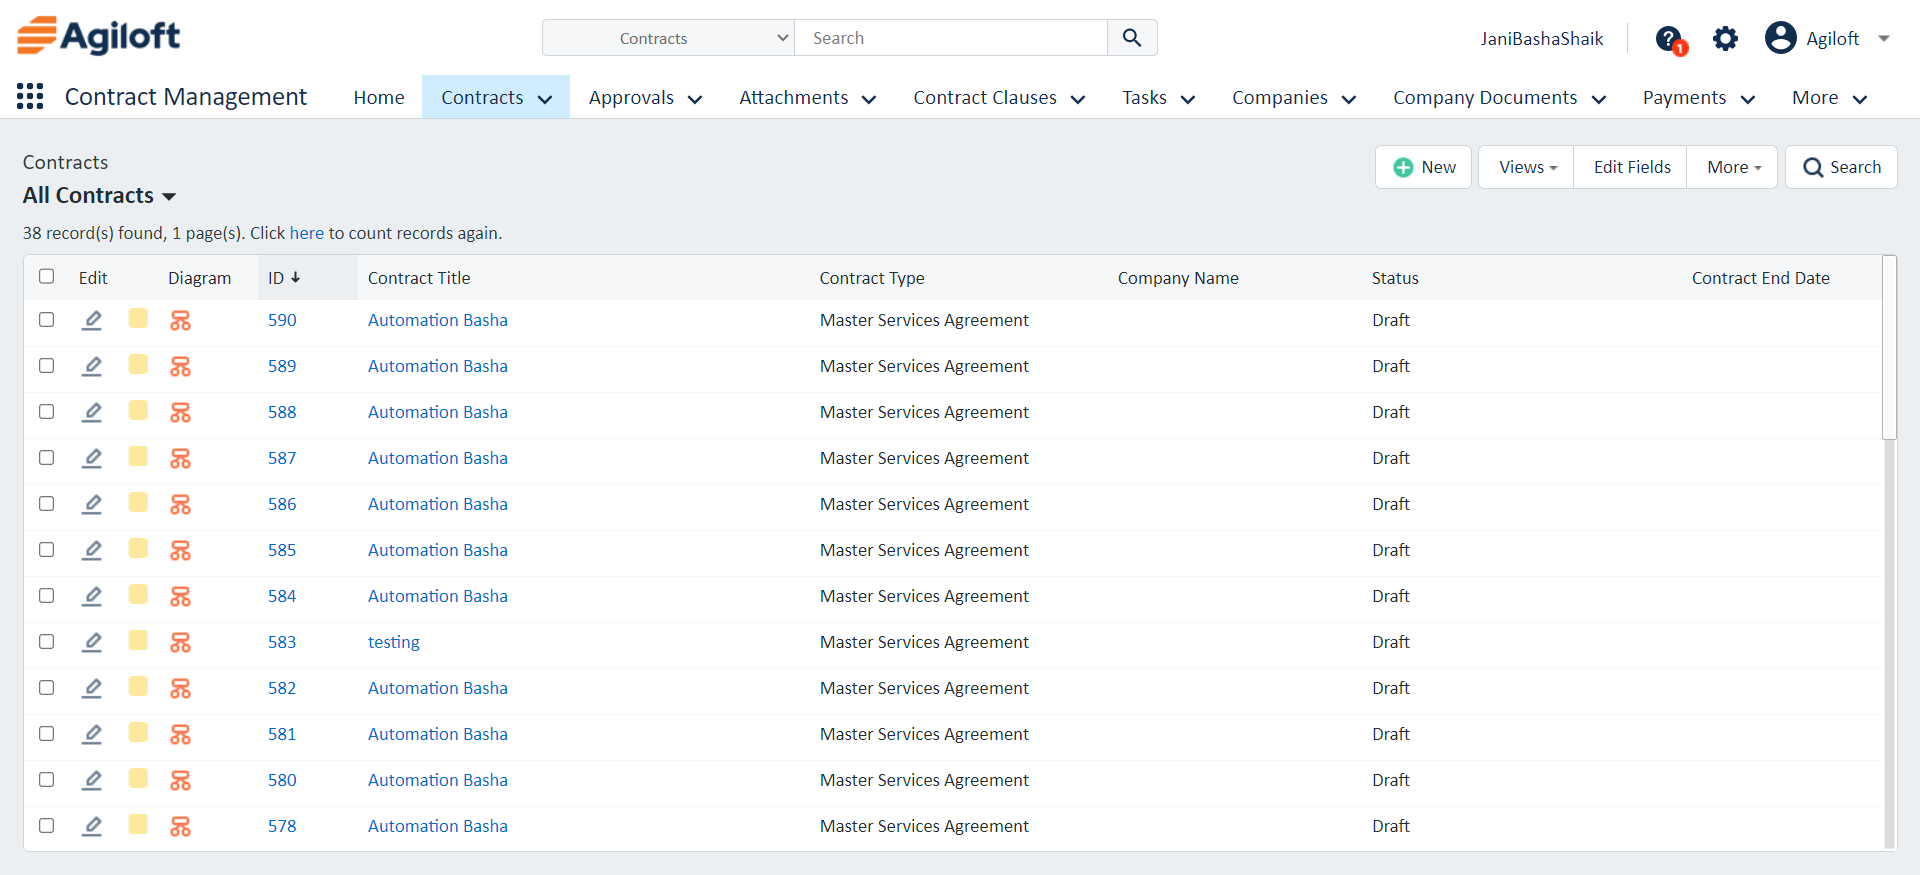 Agiloft
Contracts
Search
JaniBashaShaik
1
Agiloft
Contract Management
Home
Contracts
Approvals
Attachments
Contract Clauses
Tasks
Companies
Company Documents
Payments
More
Contracts
All Contracts
New
Views
Edit Fields
More
Search
38 record(s) found, 1 page(s). Click here to count records again.
Edit Diagram ID Contract Title Contract Type Company Name Status Contract End Date
590 Automation Basha Master Services Agreement Draft
589 Automation Basha Master Services Agreement Draft
588 Automation Basha Master Services Agreement Draft
587 Automation Basha Master Services Agreement Draft
586 Automation Basha Master Services Agreement Draft
585 Automation Basha Master Services Agreement Draft
584 Automation Basha Master Services Agreement Draft
583 testing Master Services Agreement Draft
582 Automation Basha Master Services Agreement Draft
581 Automation Basha Master Services Agreement Draft
580 Automation Basha Master Services Agreement Draft
578 Automation Basha Master Services Agreement Draft